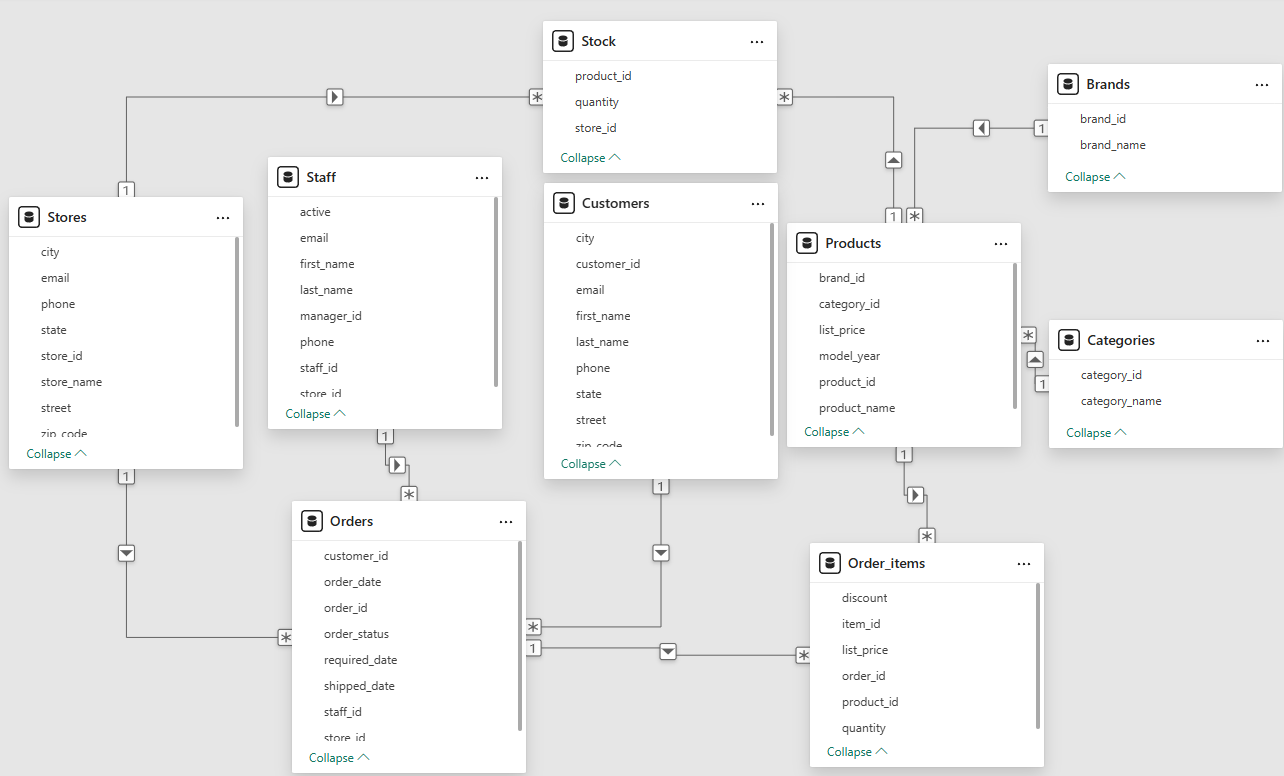 Stock
product_id
quantity
store_id
Collapse
Brands
brand_id
brand_name
Collapse
Staff
active
email
first_name
last_name
manager_id
phone
staff_id
store_id
Collapse
Customers
city
customer_id
email
first_name
last_name
phone
state
street
zip_code
Collapse
Stores
city
email
phone
state
store_id
store_name
street
zip_code
Collapse
Products
brand_id
category_id
list_price
model_year
product_id
product_name
Collapse
Categories
category_id
category_name
Collapse
Orders
customer_id
order_date
order_id
order_status
required_date
shipped_date
staff_id
store_id
Collapse
Order_items
discount
item_id
list_price
order_id
product_id
quantity
Collapse
1
*
*
1
1
*
*
1
1
*
1
*
1
*
1
*
1
*